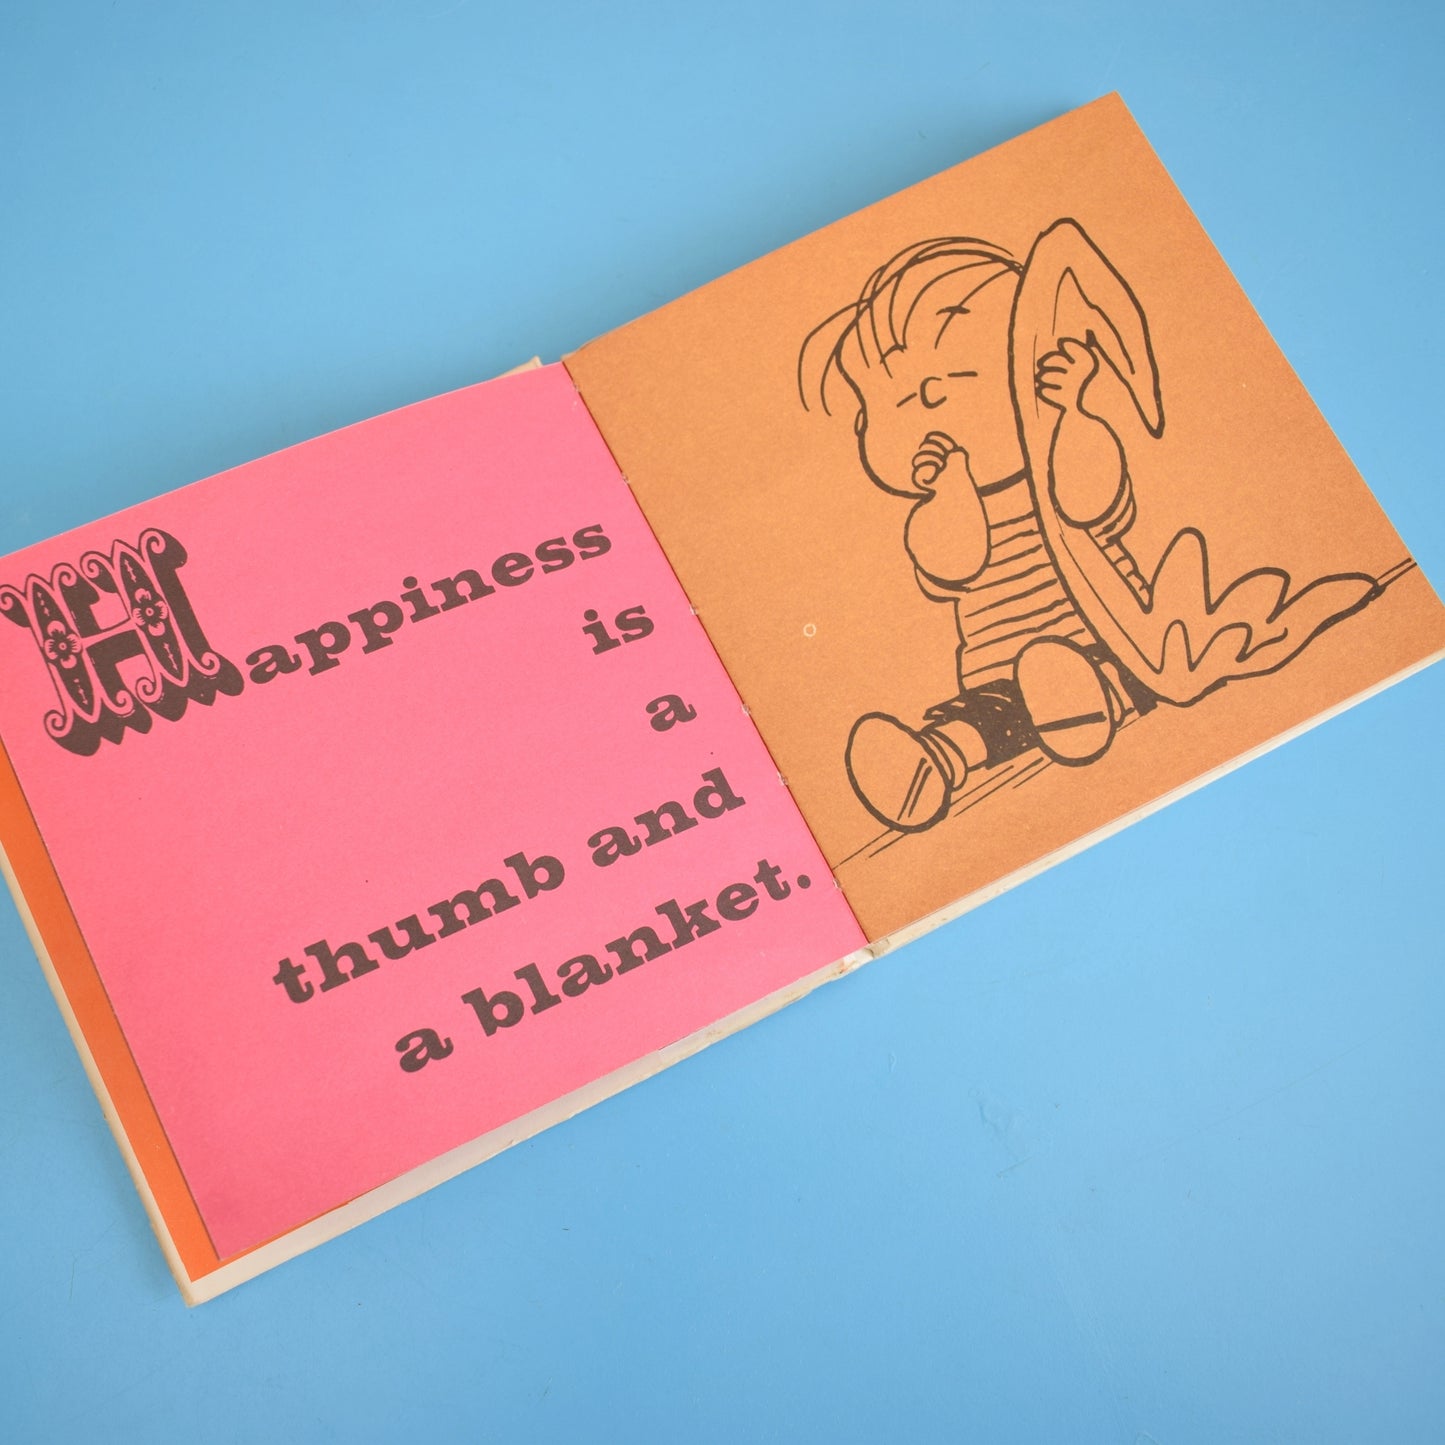 Happiness
is
a
thumb and
a blanket.